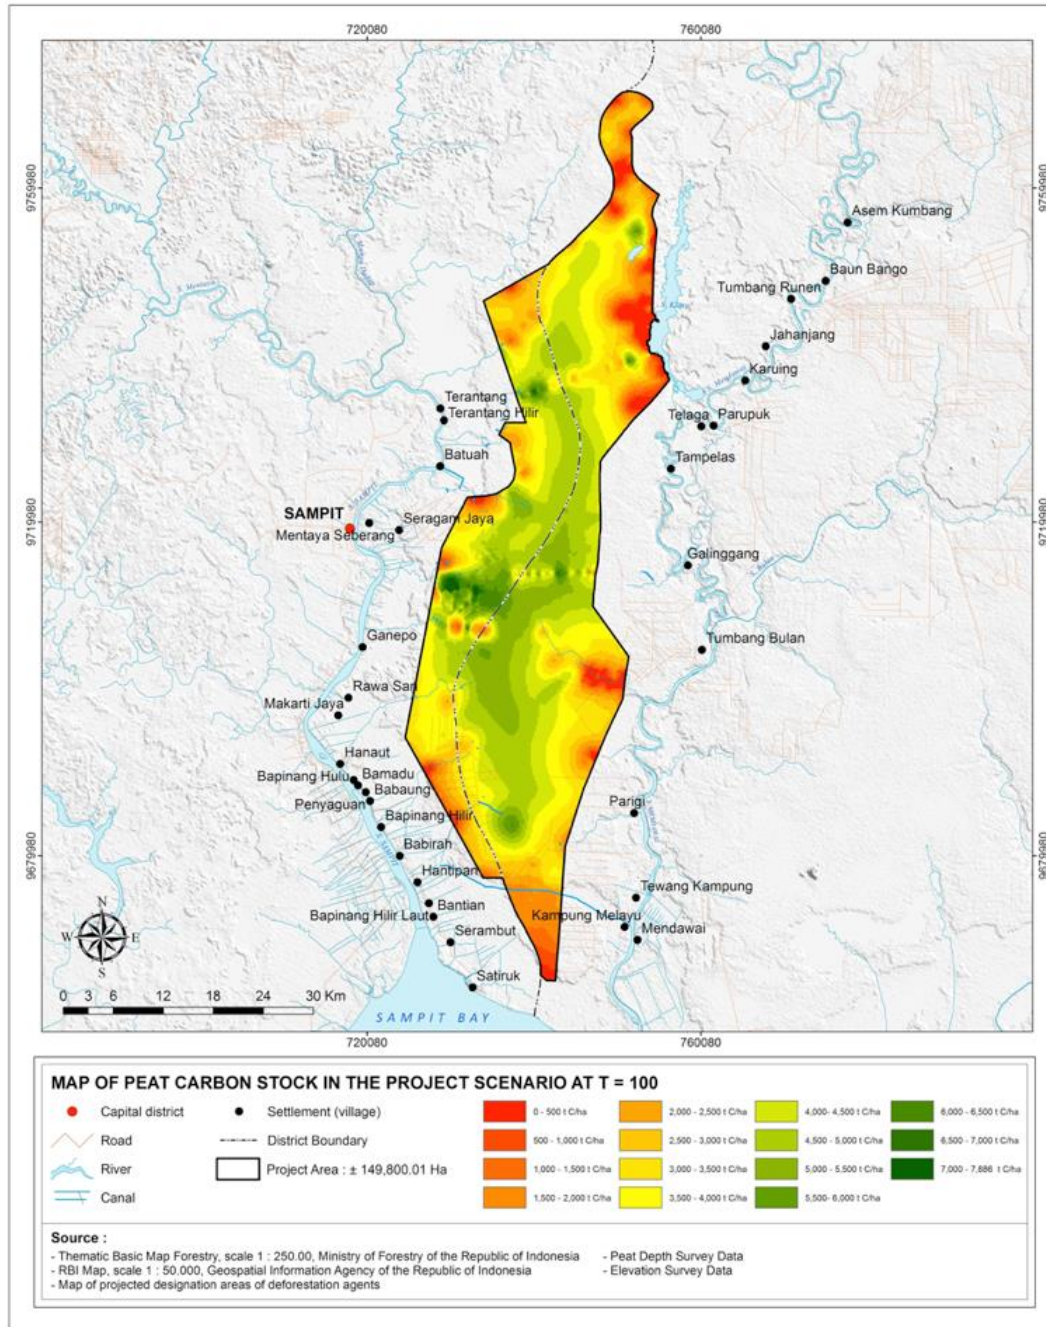 720080
760080
9759980
9759980
Asem Kumbang
Baun Bango
Tumbang Runen
Jahanjang
Karuing
Terantang
Terantang Hilir
Telaga
Parupuk
Batuah
Tampelas
SAMPIT
Seragam Jaya
Mentaya Seberang
9719980
9719980
Galinggang
Ganepo
Tumbang Bulan
Rawa Sari
Makarti Jaya
Hanaut
Bapinang Hulu
Bamadu
Babaung
Penyaguan
Parigi
Bapinang Hilir
Babirah
9679980
9679980
Hantipan
Tewang Kampung
Bantian
Bapinang Hilir Laut
Kampung Melayu
Serambut
Mendawai
N
W
E
S
Satiruk
0 3 6 12 18 24 30 Km
SAMPIT BAY
720080
760080
MAP OF PEAT CARBON STOCK IN THE PROJECT SCENARIO AT T = 100
Capital district
Road
River
Canal
Settlement (village)
District Boundary
Project Area : ± 149,800.01 Ha
0 - 500 t C/ha
500 - 1,000 t C/ha
1,000 - 1,500 t C/ha
1,500 - 2,000 t C/ha
2,000 - 2,500 t C/ha
2,500 - 3,000 t C/ha
3,000 - 3,500 t C/ha
3,500 - 4,000 t C/ha
4,000- 4,500 t C/ha
4,500 - 5,000 t C/ha
5,000 - 5,500 t C/ha
5,500- 6,000 t C/ha
6,000 - 6,500 t C/ha
6,500 - 7,000 t C/ha
7,000 - 7,886 t C/ha
Source :
- Thematic Basic Map Forestry, scale 1 : 250.00, Ministry of Forestry of the Republic of Indonesia
- RBI Map, scale 1 : 50.000, Geospatial Information Agency of the Republic of Indonesia
- Map of projected designation areas of deforestation agents
- Peat Depth Survey Data
- Elevation Survey Data